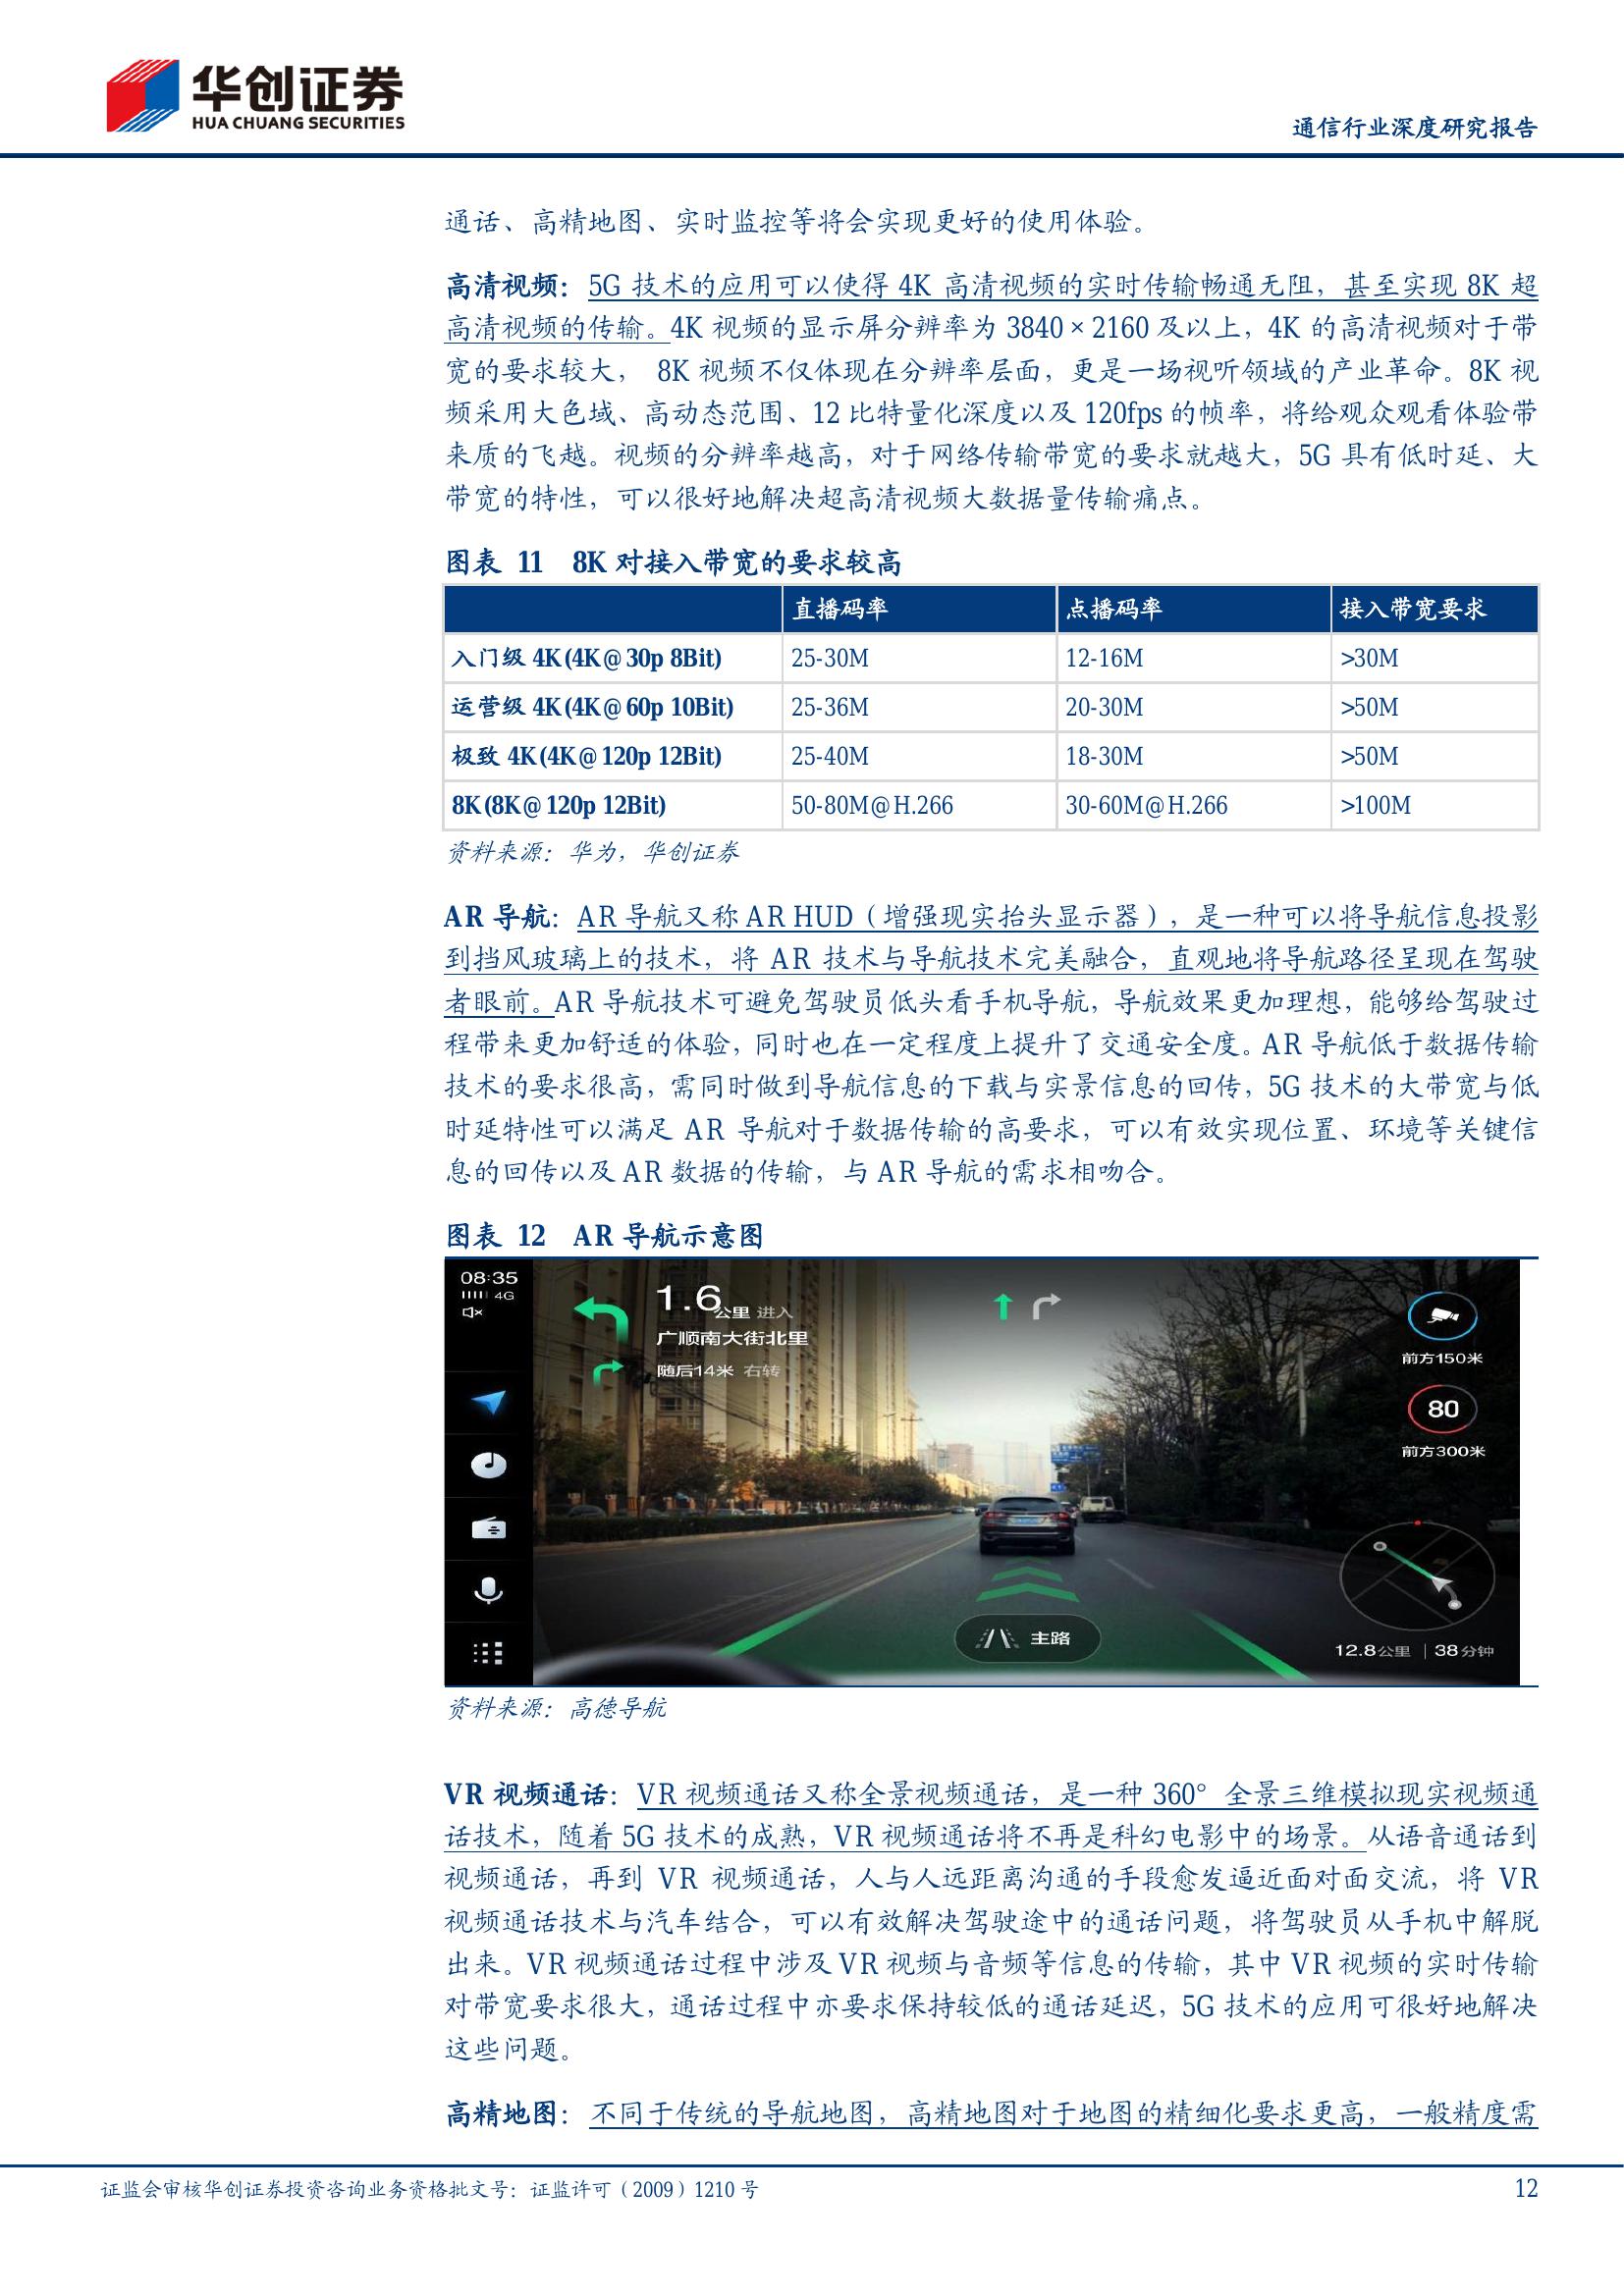 华创证券
HUA CHUANG SECURITIES
通信行业深度研究报告
通话、高精地图、实时监控等将会实现更好的使用体验。
高清视频：5G 技术的应用可以使得 4K 高清视频的实时传输畅通无阻，甚至实现 8K 超
高清视频的传输。4K 视频的显示屏分辨率为 3840×2160 及以上，4K 的高清视频对于带
宽的要求较大， 8K 视频不仅体现在分辨率层面，更是一场视听领域的产业革命。8K 视
频采用大色域、高动态范围、12 比特量化深度以及 120fps 的帧率，将给观众观看体验带
来质的飞越。视频的分辨率越高，对于网络传输带宽的要求就越大，5G 具有低时延、大
带宽的特性，可以很好地解决超高清视频大数据量传输痛点。
图表 11 8K 对接入带宽的要求较高
直播码率 点播码率 接入带宽要求
入门级 4K(4K@30p 8Bit) 25-30M 12-16M >30M
运营级 4K(4K@60p 10Bit) 25-36M 20-30M >50M
极致 4K(4K@120p 12Bit) 25-40M 18-30M >50M
8K(8K@120p 12Bit) 50-80M@H.266 30-60M@H.266 >100M
资料来源：华为，华创证券
AR 导航：AR 导航又称 AR HUD（增强现实抬头显示器），是一种可以将导航信息投影
到挡风玻璃上的技术，将 AR 技术与导航技术完美融合，直观地将导航路径呈现在驾驶
者眼前。AR 导航技术可避免驾驶员低头看手机导航，导航效果更加理想，能够给驾驶过
程带来更加舒适的体验，同时也在一定程度上提升了交通安全度。AR 导航低于数据传输
技术的要求很高，需同时做到导航信息的下载与实景信息的回传，5G 技术的大带宽与低
时延特性可以满足 AR 导航对于数据传输的高要求，可以有效实现位置、环境等关键信
息的回传以及 AR 数据的传输，与 AR 导航的需求相吻合。
图表 12 AR 导航示意图
08:35
4G
1.6公里 进入
广顺南大街北里
随后14米 右转
前方150米
80
前方300米
主路
12.8公里 | 38分钟
资料来源：高德导航
VR 视频通话：VR 视频通话又称全景视频通话，是一种 360° 全景三维模拟现实视频通
话技术，随着 5G 技术的成熟，VR 视频通话将不再是科幻电影中的场景。从语音通话到
视频通话，再到 VR 视频通话，人与人远距离沟通的手段愈发逼近面对面交流，将 VR
视频通话技术与汽车结合，可以有效解决驾驶途中的通话问题，将驾驶员从手机中解脱
出来。VR 视频通话过程中涉及 VR 视频与音频等信息的传输，其中 VR 视频的实时传输
对带宽要求很大，通话过程中亦要求保持较低的通话延迟，5G 技术的应用可很好地解决
这些问题。
高精地图：不同于传统的导航地图，高精地图对于地图的精细化要求更高，一般精度需
证监会审核华创证券投资咨询业务资格批文号：证监许可（2009）1210 号
12